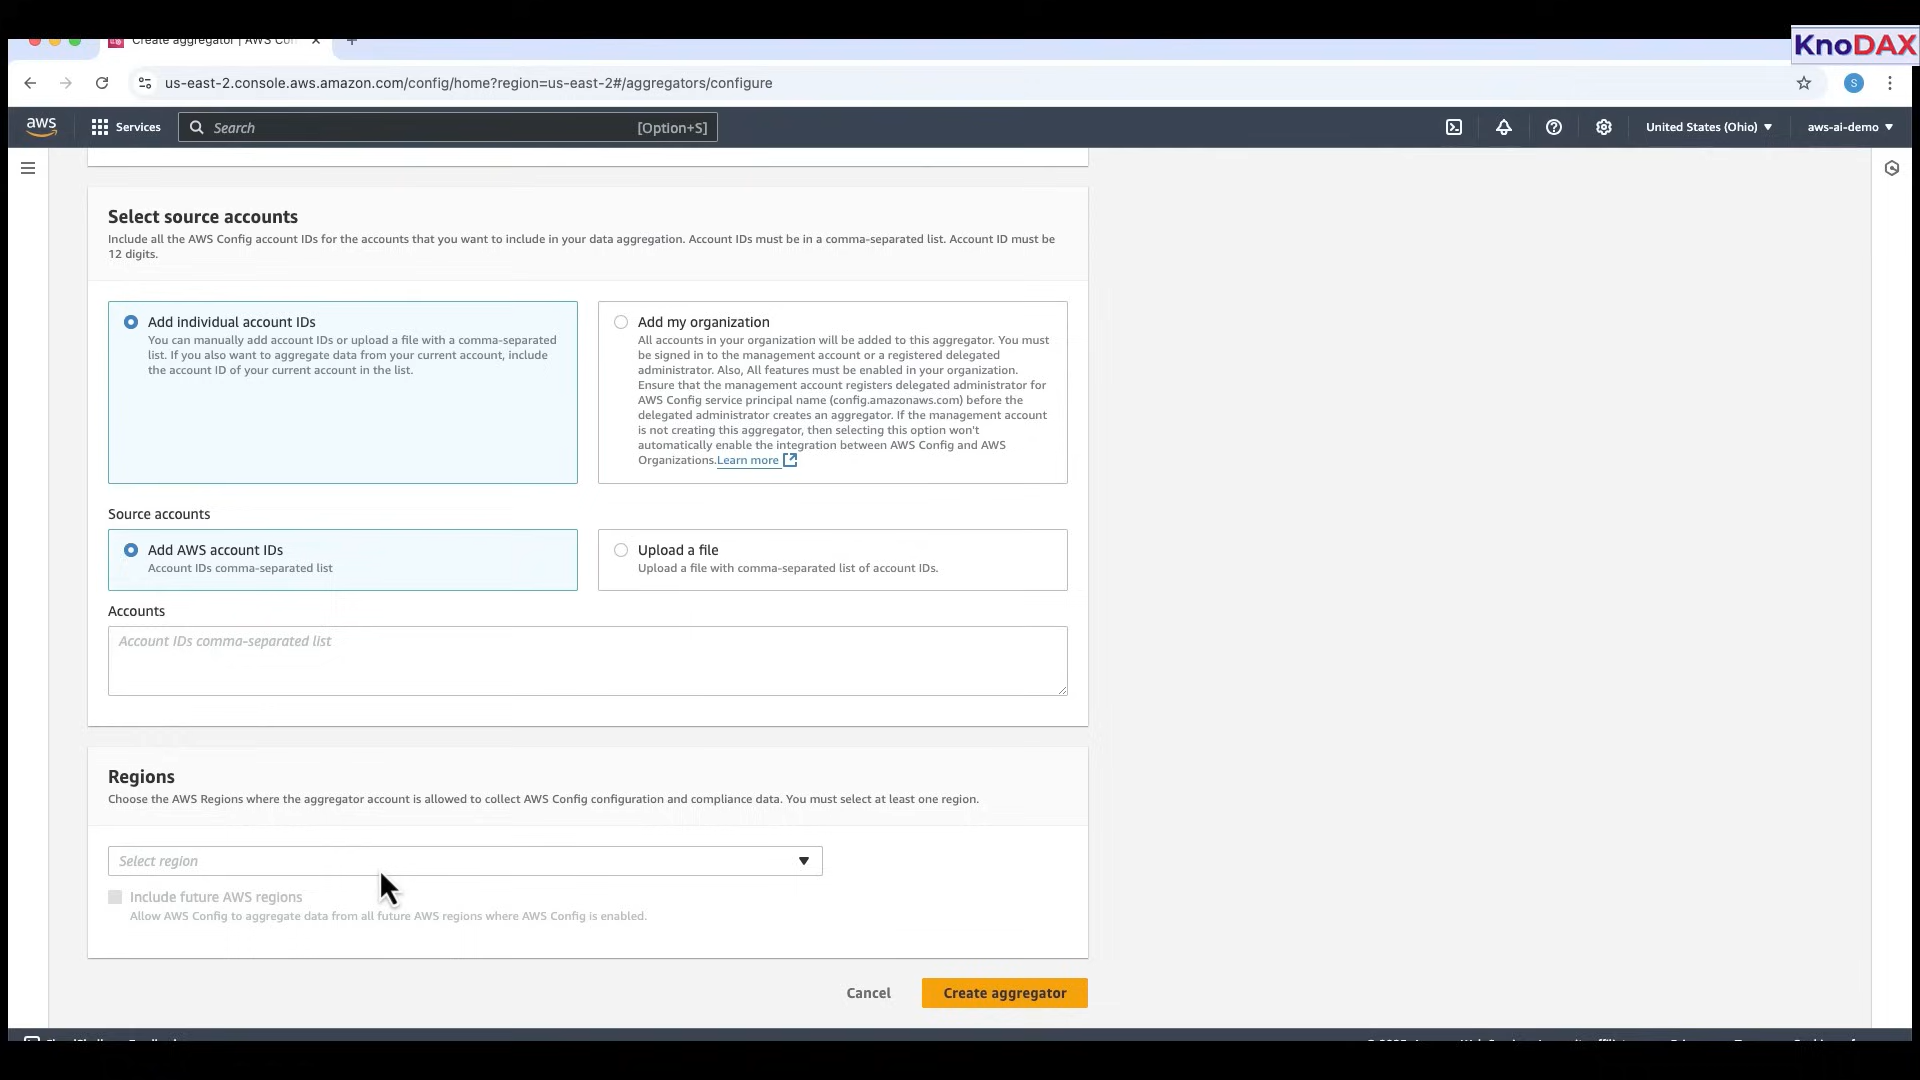 KnoDAX
Create aggregator | AWS Co
us-east-2.console.aws.amazon.com/config/home?region=us-east-2#/aggregators/configure
S
aws
Services
Search
[Option+S]
United States (Ohio)
aws-ai-demo
Select source accounts
Include all the AWS Config account IDs for the accounts that you want to include in your data aggregation. Account IDs must be in a comma-separated list. Account ID must be
12 digits.
Add individual account IDs
You can manually add account IDs or upload a file with a comma-separated
list. If you also want to aggregate data from your current account, include
the account ID of your current account in the list.
Add my organization
All accounts in your organization will be added to this aggregator. You must
be signed in to the management account or a registered delegated
administrator. Also, All features must be enabled in your organization.
Ensure that the management account registers delegated administrator for
AWS Config service principal name (config.amazonaws.com) before the
delegated administrator creates an aggregator. If the management account
is not creating this aggregator, then selecting this option won't
automatically enable the integration between AWS Config and AWS
Organizations.Learn more
Source accounts
Add AWS account IDs
Account IDs comma-separated list
Upload a file
Upload a file with comma-separated list of account IDs.
Accounts
Account IDs comma-separated list
Regions
Choose the AWS Regions where the aggregator account is allowed to collect AWS Config configuration and compliance data. You must select at least one region.
Select region
Include future AWS regions
Allow AWS Config to aggregate data from all future AWS regions where AWS Config is enabled.
Cancel
Create aggregator